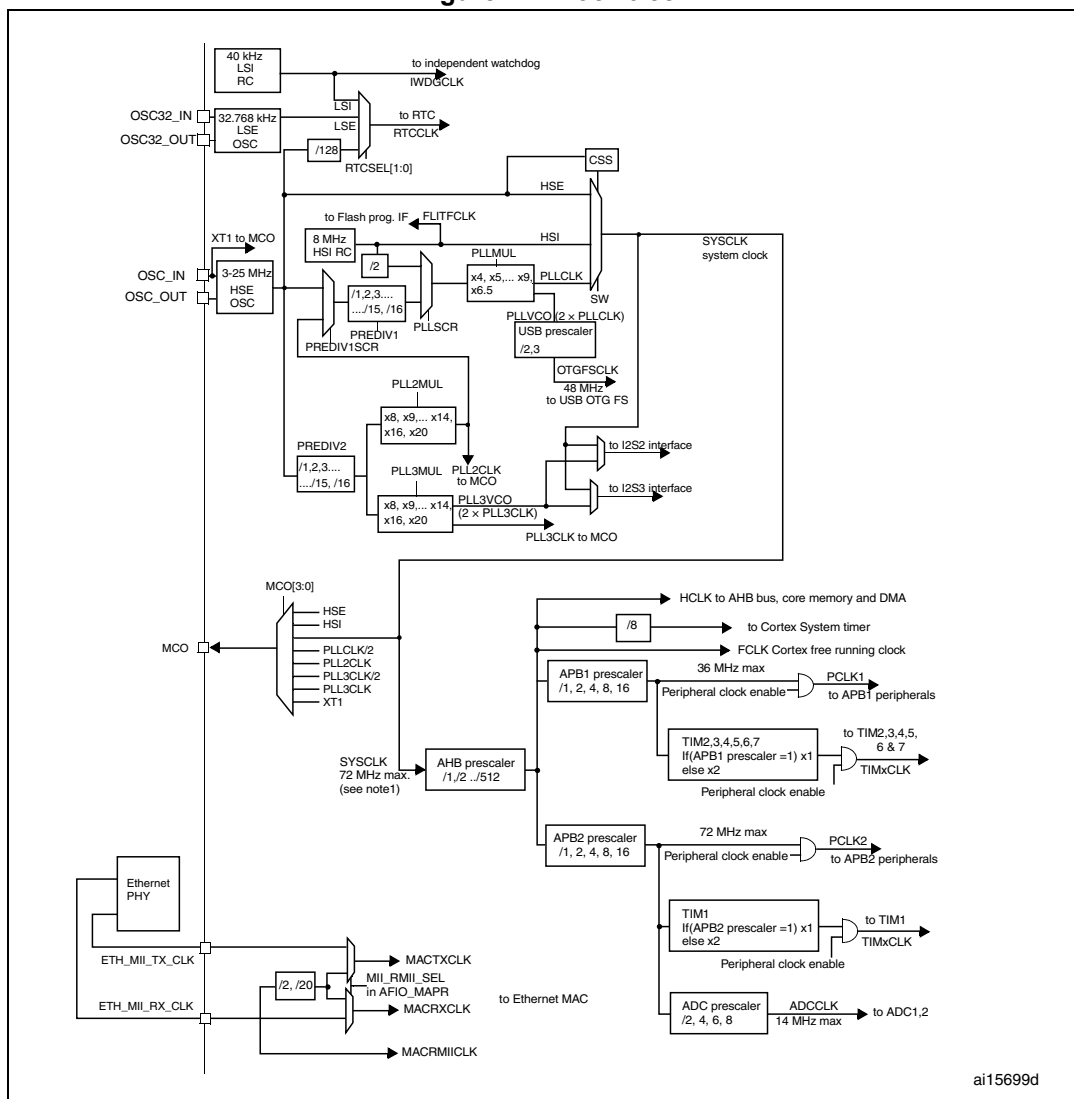 40 kHz
LSI
RC
to independent watchdog
IWDGCLK
OSC32_IN
OSC32_OUT
32.768 kHz
LSE
OSC
LSI
LSE
to RTC
RTCCLK
/128
RTCSEL[1:0]
CSS
HSE
to Flash prog. IF
FLITFCLK
XT1 to MCO
8 MHz
HSI RC
HSI
SYSCLK
system clock
/2
PLLMUL
x4, x5,... x9,
x6.5
PLLCLK
SW
OSC_IN
OSC_OUT
3-25 MHz
HSE
OSC
/1,2,3....
..../15, /16
PREDIV1
PLLSCR
PREDIV1SCR
PLLVCO (2 × PLLCLK)
USB prescaler
/2,3
OTGFSCLK
48 MHz
to USB OTG FS
PLL2MUL
x8, x9,... x14,
x16, x20
PREDIV2
/1,2,3....
..../15, /16
PLL2CLK
to MCO
to I2S2 interface
PLL3MUL
x8, x9,... x14,
x16, x20
PLL3VCO
(2 × PLL3CLK)
to I2S3 interface
PLL3CLK to MCO
MCO[3:0]
HSE
HSI
MCO
PLLCLK/2
PLL2CLK
PLL3CLK/2
PLL3CLK
XT1
HCLK to AHB bus, core memory and DMA
/8
to Cortex System timer
FCLK Cortex free running clock
APB1 prescaler
/1, 2, 4, 8, 16
36 MHz max
Peripheral clock enable
PCLK1
to APB1 peripherals
SYSCLK
72 MHz max.
(see note1)
AHB prescaler
/1,/2 ../512
TIM2,3,4,5,6,7
If(APB1 prescaler =1) x1
else x2
to TIM2,3,4,5,
6 & 7
TIMxCLK
Peripheral clock enable
APB2 prescaler
/1, 2, 4, 8, 16
72 MHz max
Peripheral clock enable
PCLK2
to APB2 peripherals
Ethernet
PHY
TIM1
If(APB2 prescaler =1) x1
else x2
to TIM1
TIMxCLK
Peripheral clock enable
ETH_MII_TX_CLK
MACTXCLK
/2, /20
MII_RMII_SEL
in AFIO_MAPR
to Ethernet MAC
ETH_MII_RX_CLK
MACRXCLK
ADC prescaler
/2, 4, 6, 8
ADCCLK
14 MHz max
to ADC1,2
MACRMIICLK
ai15699d